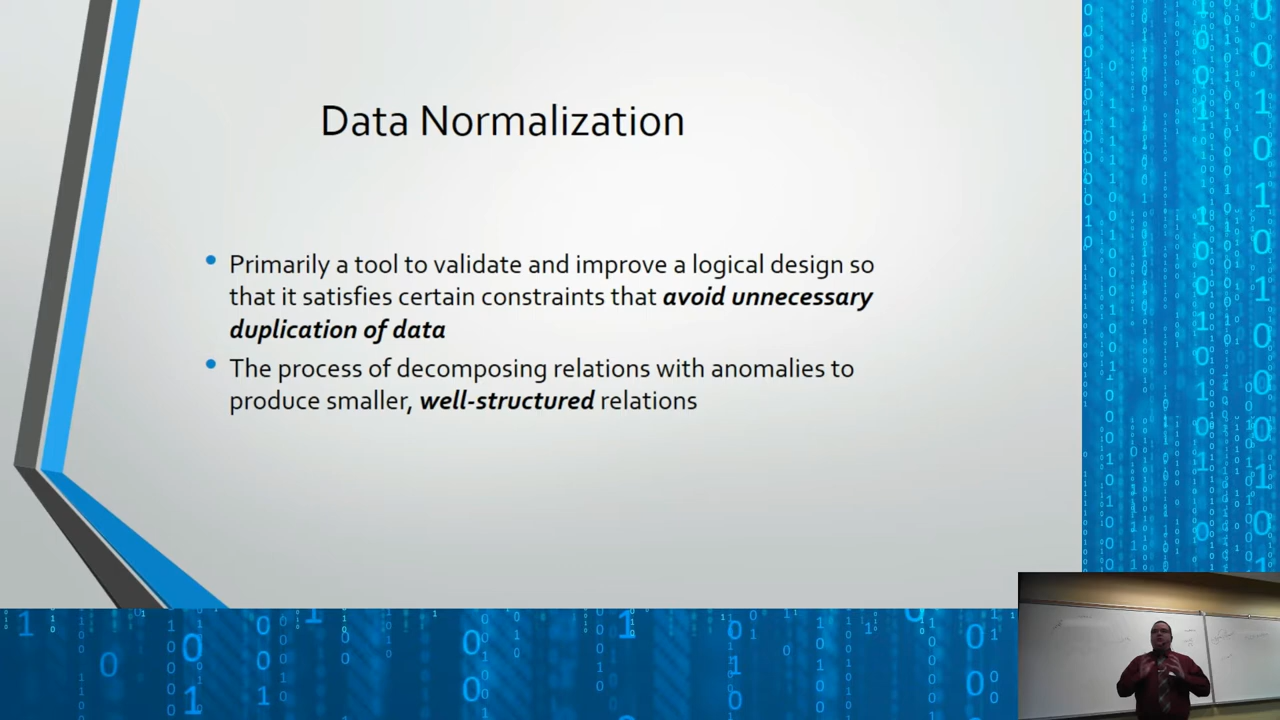 Data Normalization
• Primarily a tool to validate and improve a logical design so
that it satisfies certain constraints that avoid unnecessary
duplication of data
• The process of decomposing relations with anomalies to
produce smaller, well-structured relations